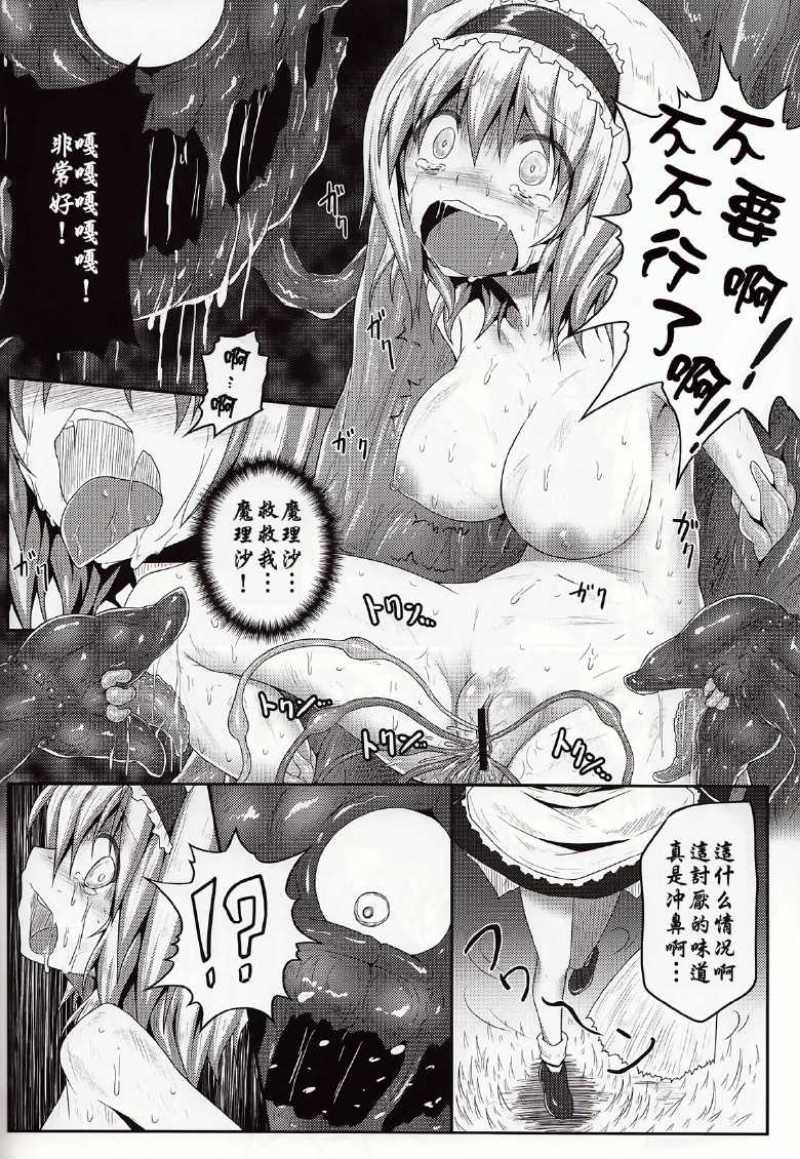 不要啊！
不不行了啊！
嘎嘎嘎嘎嘎！
非常好！
ガク
ガク
ガク
ガク
ガク
ガク
啊…啊
魔理沙…
救救我…
魔理沙！
トクン…
トクン…
トクン…
這什么情况啊
這討厭的味道
真是冲鼻啊…
!?